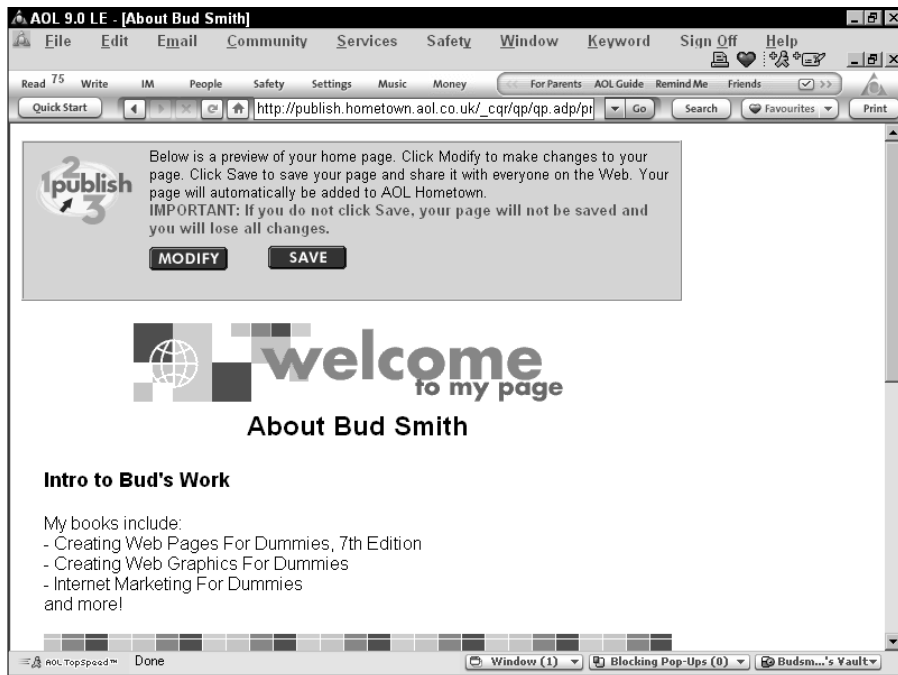 AOL 9.0 LE - [About Bud Smith]
File Edit Email Community Services Safety Window Keyword Sign Off Help
Read 75 Write IM People Safety Settings Music Money For Parents AOL Guide Remind Me Friends
Quick Start http://publish.hometown.aol.co.uk/_cqr/qp/qp.adp/pr Go Search Favourites Print
123 publish
Below is a preview of your home page. Click Modify to make changes to your
page. Click Save to save your page and share it with everyone on the Web. Your
page will automatically be added to AOL Hometown.
IMPORTANT: If you do not click Save, your page will not be saved and
you will lose all changes.
MODIFY SAVE
welcome
to my page
About Bud Smith
Intro to Bud's Work
My books include:
- Creating Web Pages For Dummies, 7th Edition
- Creating Web Graphics For Dummies
- Internet Marketing For Dummies
and more!
AOL TopSpeed™ Done Window (1) Blocking Pop-Ups (0) Budsm...'s Vault